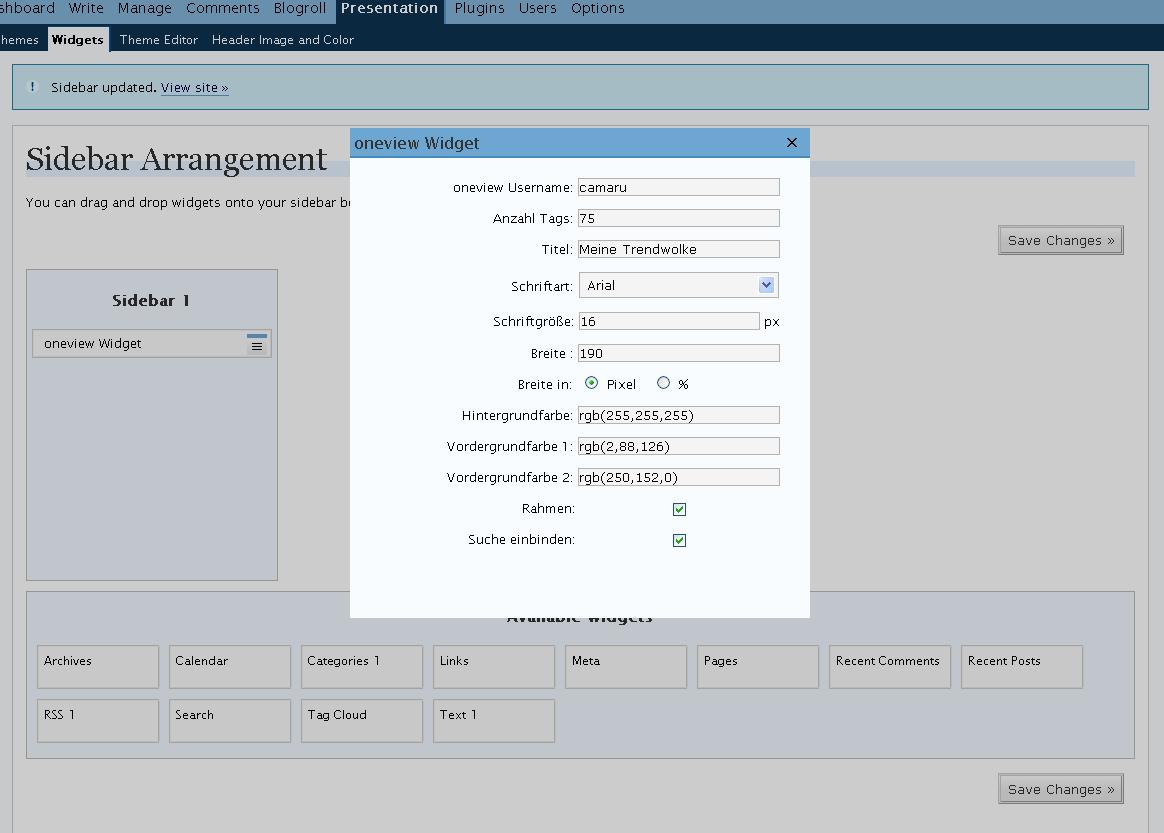 shboard Write Manage Comments Blogroll Presentation Plugins Users Options
hemes Widgets Theme Editor Header Image and Color
! Sidebar updated. View site »
oneview Widget ✕
Sidebar Arrangement
You can drag and drop widgets onto your sidebar b
oneview Username: camaru
Anzahl Tags: 75
Save Changes »
Titel: Meine Trendwolke
Schriftart: Arial
Sidebar 1
Schriftgröße: 16 px
oneview Widget
Breite : 190
Breite in: Pixel %
Hintergrundfarbe: rgb(255,255,255)
Vordergrundfarbe 1: rgb(2,88,126)
Vordergrundfarbe 2: rgb(250,152,0)
Rahmen:
Suche einbinden:
Available Widgets
Archives Calendar Categories 1 Links Meta Pages Recent Comments Recent Posts
RSS 1 Search Tag Cloud Text 1
Save Changes »